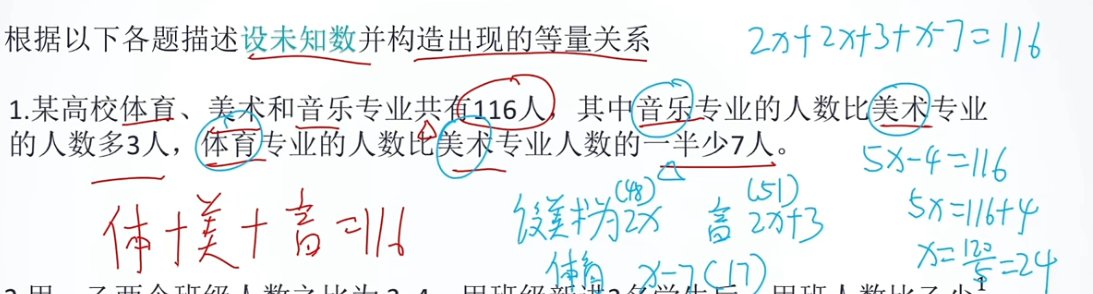 根据以下各题描述设未知数并构造出现的等量关系
2x+2x+3+x-7=116
1.某高校体育、美术和音乐专业共有116人，其中音乐专业的人数比美术专业
的人数多3人，体育专业的人数比美术专业人数的一半少7人。
5x-4=116
体+美+音=116
(48) (51)
设美术为2x 音 2x+3
5x=116+4
体育 x-7(17)
x=120/5=24